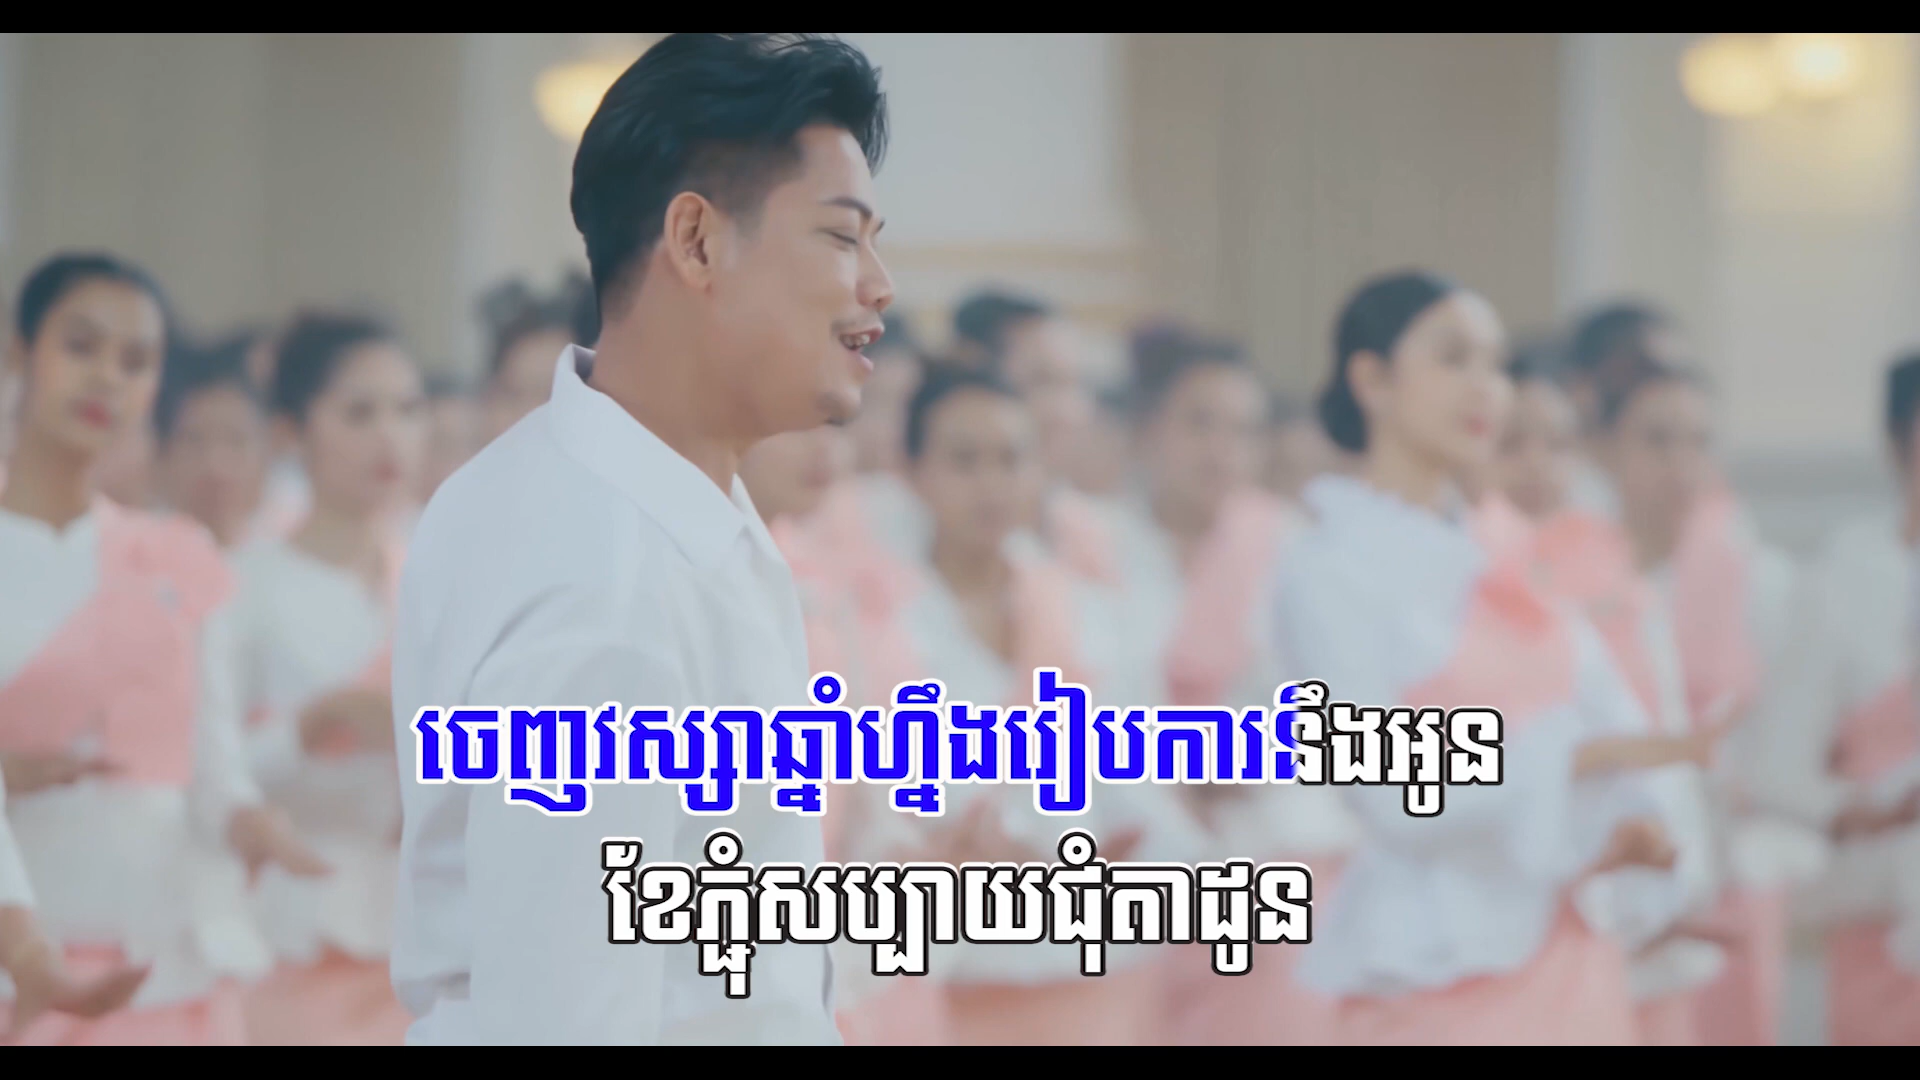 ចេញវស្សាឆ្នាំហ្នឹងរៀបការនឹងអូន
ខែភ្ជុំសប្បាយជុំតាដូន